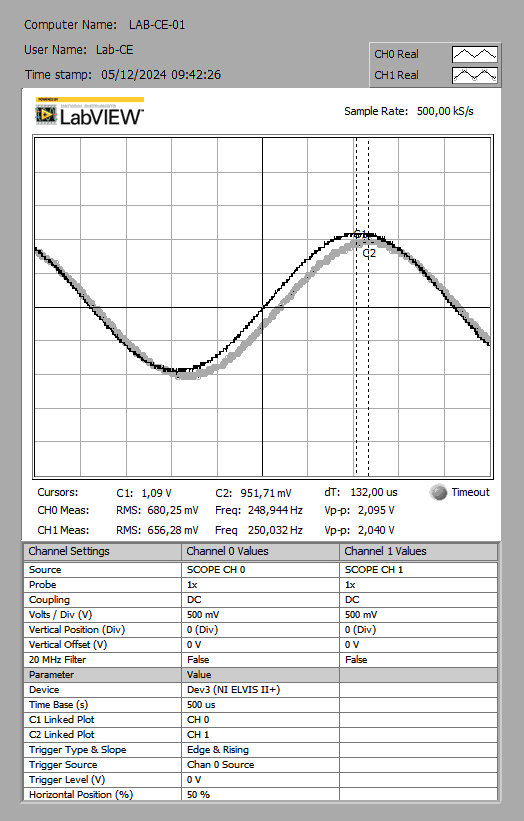 Computer Name: LAB-CE-01
User Name: Lab-CE
Time stamp: 05/12/2024 09:42:26
CH0 Real
CH1 Real
POWERED BY
NATIONAL INSTRUMENTS
LabVIEW™
Sample Rate: 500,00 kS/s
C1
C2
Cursors: C1: 1,09 V C2: 951,71 mV dT: 132,00 us Timeout
CH0 Meas: RMS: 680,25 mV Freq: 248,944 Hz Vp-p: 2,095 V
CH1 Meas: RMS: 656,28 mV Freq 250,032 Hz Vp-p: 2,040 V
Channel Settings Channel 0 Values Channel 1 Values
Source SCOPE CH 0 SCOPE CH 1
Probe 1x 1x
Coupling DC DC
Volts / Div (V) 500 mV 500 mV
Vertical Position (Div) 0 (Div) 0 (Div)
Vertical Offset (V) 0 V 0 V
20 MHz Filter False False
Parameter Value
Device Dev3 (NI ELVIS II+)
Time Base (s) 500 us
C1 Linked Plot CH 0
C2 Linked Plot CH 1
Trigger Type & Slope Edge & Rising
Trigger Source Chan 0 Source
Trigger Level (V) 0 V
Horizontal Position (%) 50 %